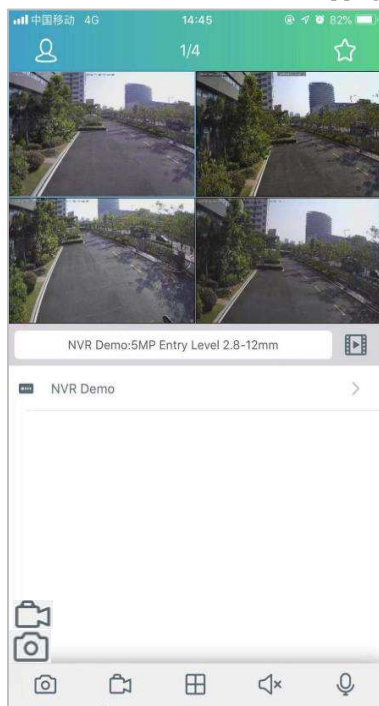 中国移动 4G 14:45 82%
1/4
NVR Demo:5MP Entry Level 2.8-12mm
NVR Demo